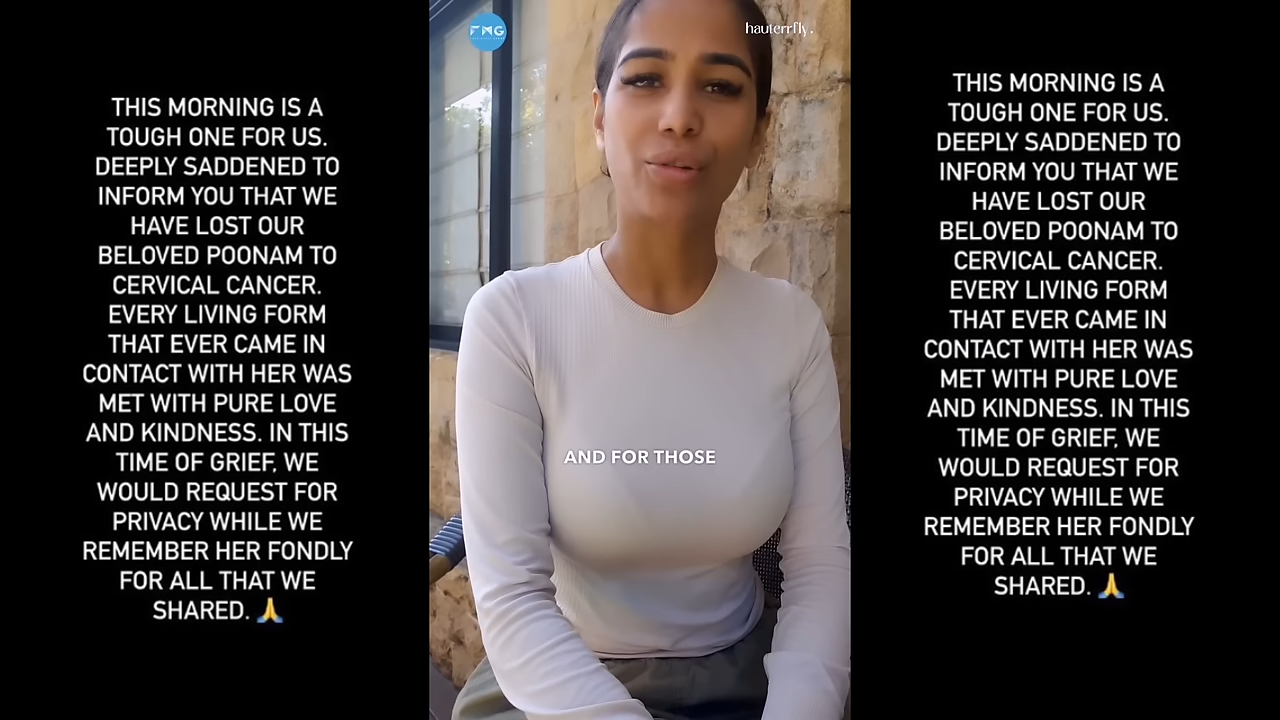 THIS MORNING IS A
TOUGH ONE FOR US.
DEEPLY SADDENED TO
INFORM YOU THAT WE
HAVE LOST OUR
BELOVED POONAM TO
CERVICAL CANCER.
EVERY LIVING FORM
THAT EVER CAME IN
CONTACT WITH HER WAS
MET WITH PURE LOVE
AND KINDNESS. IN THIS
TIME OF GRIEF, WE
WOULD REQUEST FOR
PRIVACY WHILE WE
REMEMBER HER FONDLY
FOR ALL THAT WE
SHARED. 🙏
FMG
hauterrfly.
AND FOR THOSE
THIS MORNING IS A
TOUGH ONE FOR US.
DEEPLY SADDENED TO
INFORM YOU THAT WE
HAVE LOST OUR
BELOVED POONAM TO
CERVICAL CANCER.
EVERY LIVING FORM
THAT EVER CAME IN
CONTACT WITH HER WAS
MET WITH PURE LOVE
AND KINDNESS. IN THIS
TIME OF GRIEF, WE
WOULD REQUEST FOR
PRIVACY WHILE WE
REMEMBER HER FONDLY
FOR ALL THAT WE
SHARED. 🙏